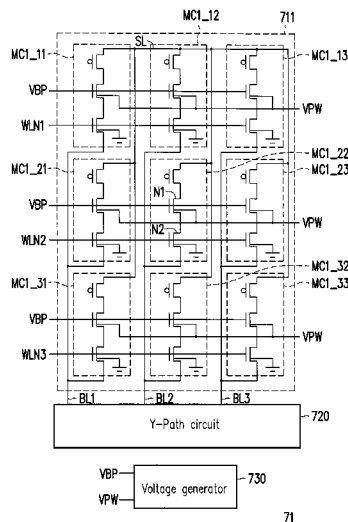 MC1_12
711
MC1_11
SL
MC1_13
VBP
VPW
WLN1
MC1_22
MC1_21
MC1_23
N1
VBP
VPW
N2
WLN2
MC1_32
MC1_31
MC1_33
VBP
VPW
WLN3
BL1
BL2
BL3
Y-Path circuit
720
VBP
VPW
Voltage generator
730
71